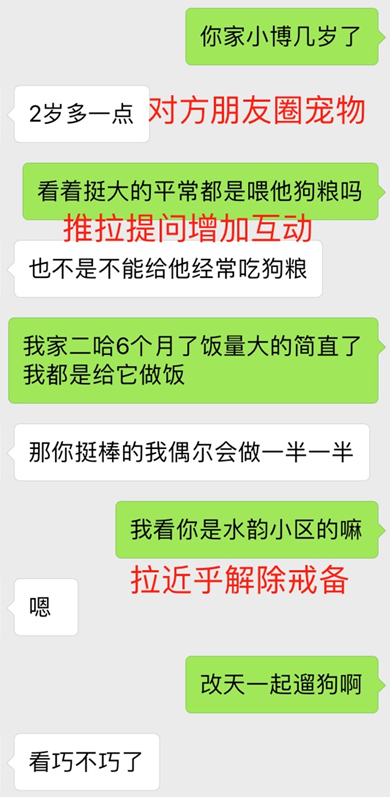 你家小博几岁了
2岁多一点
对方朋友圈宠物
看着挺大的平常都是喂他狗粮吗
推拉提问增加互动
也不是不能给他经常吃狗粮
我家二哈6个月了饭量大的简直了
我都是给它做饭
那你挺棒的我偶尔会做一半一半
我看你是水韵小区的嘛
拉近乎解除戒备
嗯
改天一起遛狗啊
看巧不巧了